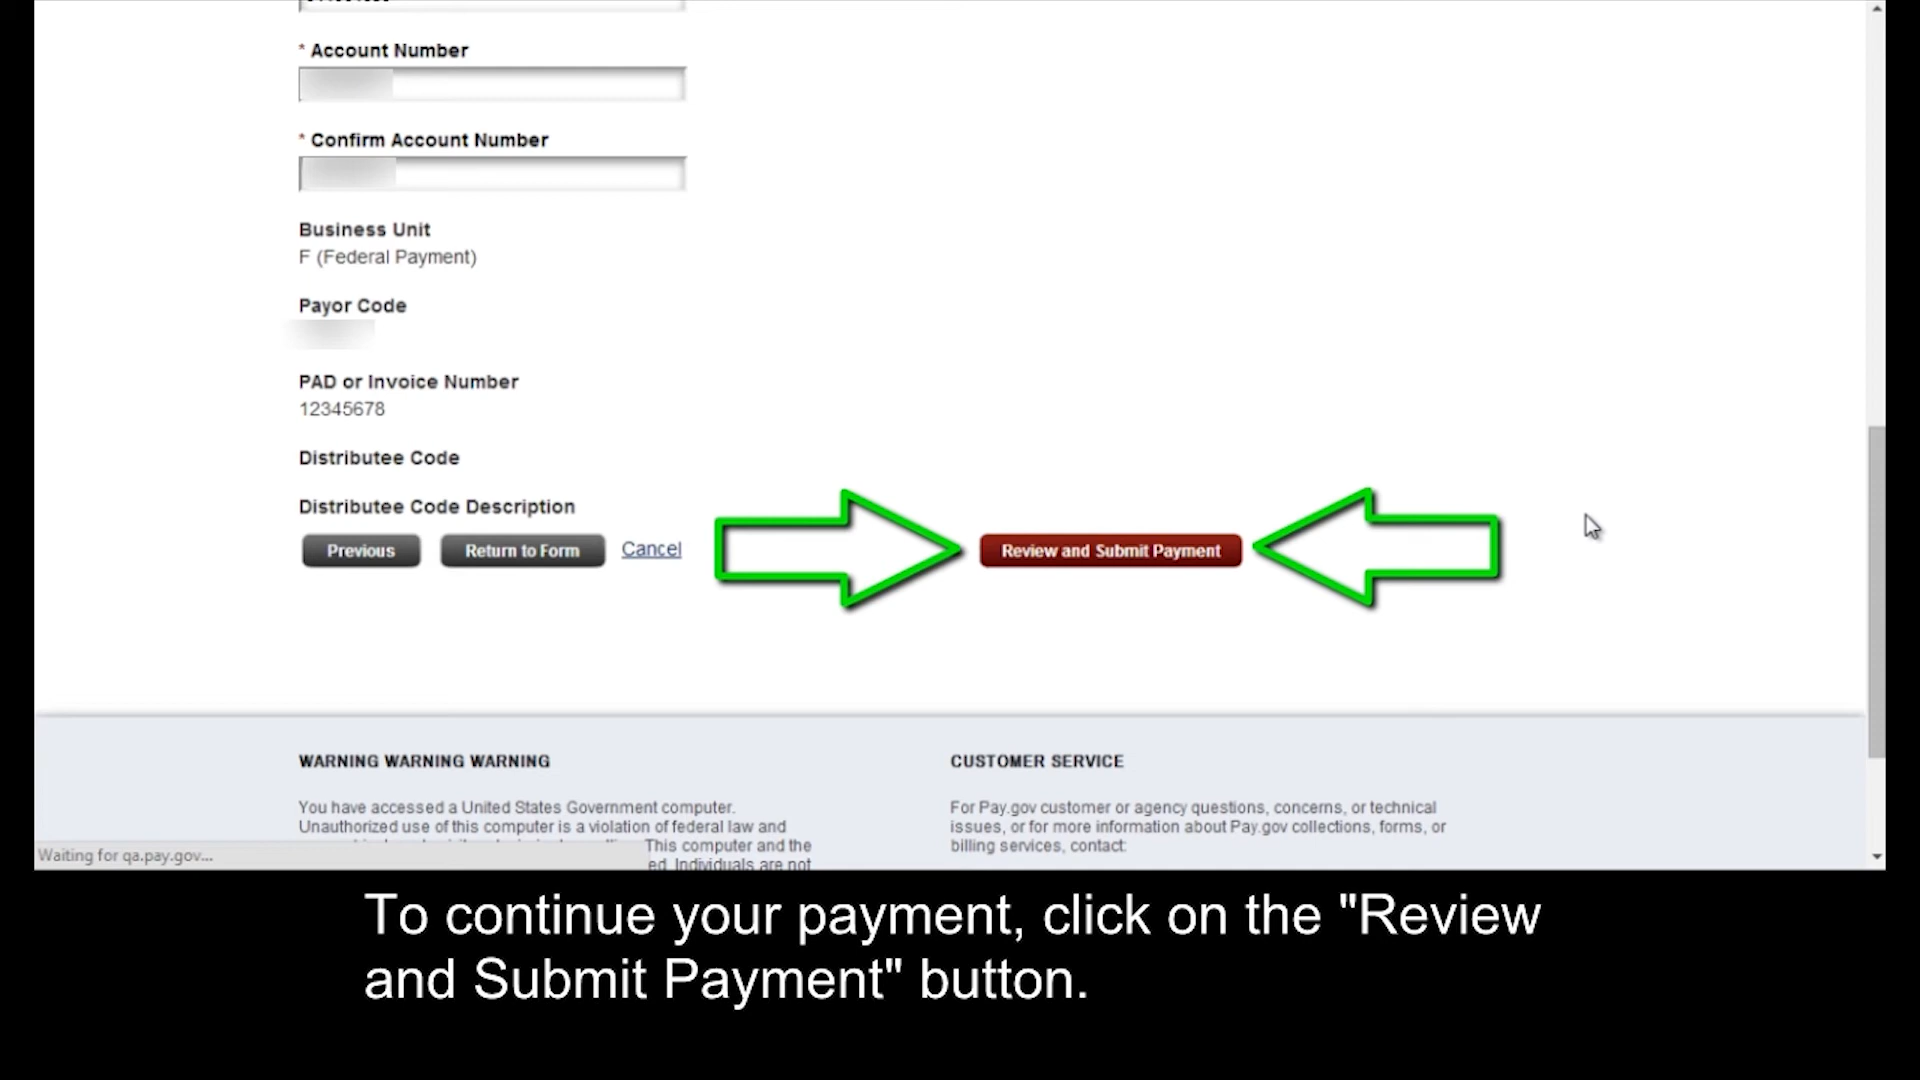 * Account Number
* Confirm Account Number
Business Unit
F (Federal Payment)
Payor Code
PAD or Invoice Number
12345678
Distributee Code
Distributee Code Description
Previous
Return to Form
Cancel
Review and Submit Payment
WARNING WARNING WARNING
You have accessed a United States Government computer.
Unauthorized use of this computer is a violation of federal law and
This computer and the
ed. Individuals are not
CUSTOMER SERVICE
For Pay.gov customer or agency questions, concerns, or technical
issues, or for more information about Pay.gov collections, forms, or
billing services, contact:
Waiting for qa.pay.gov...
To continue your payment, click on the "Review
and Submit Payment" button.